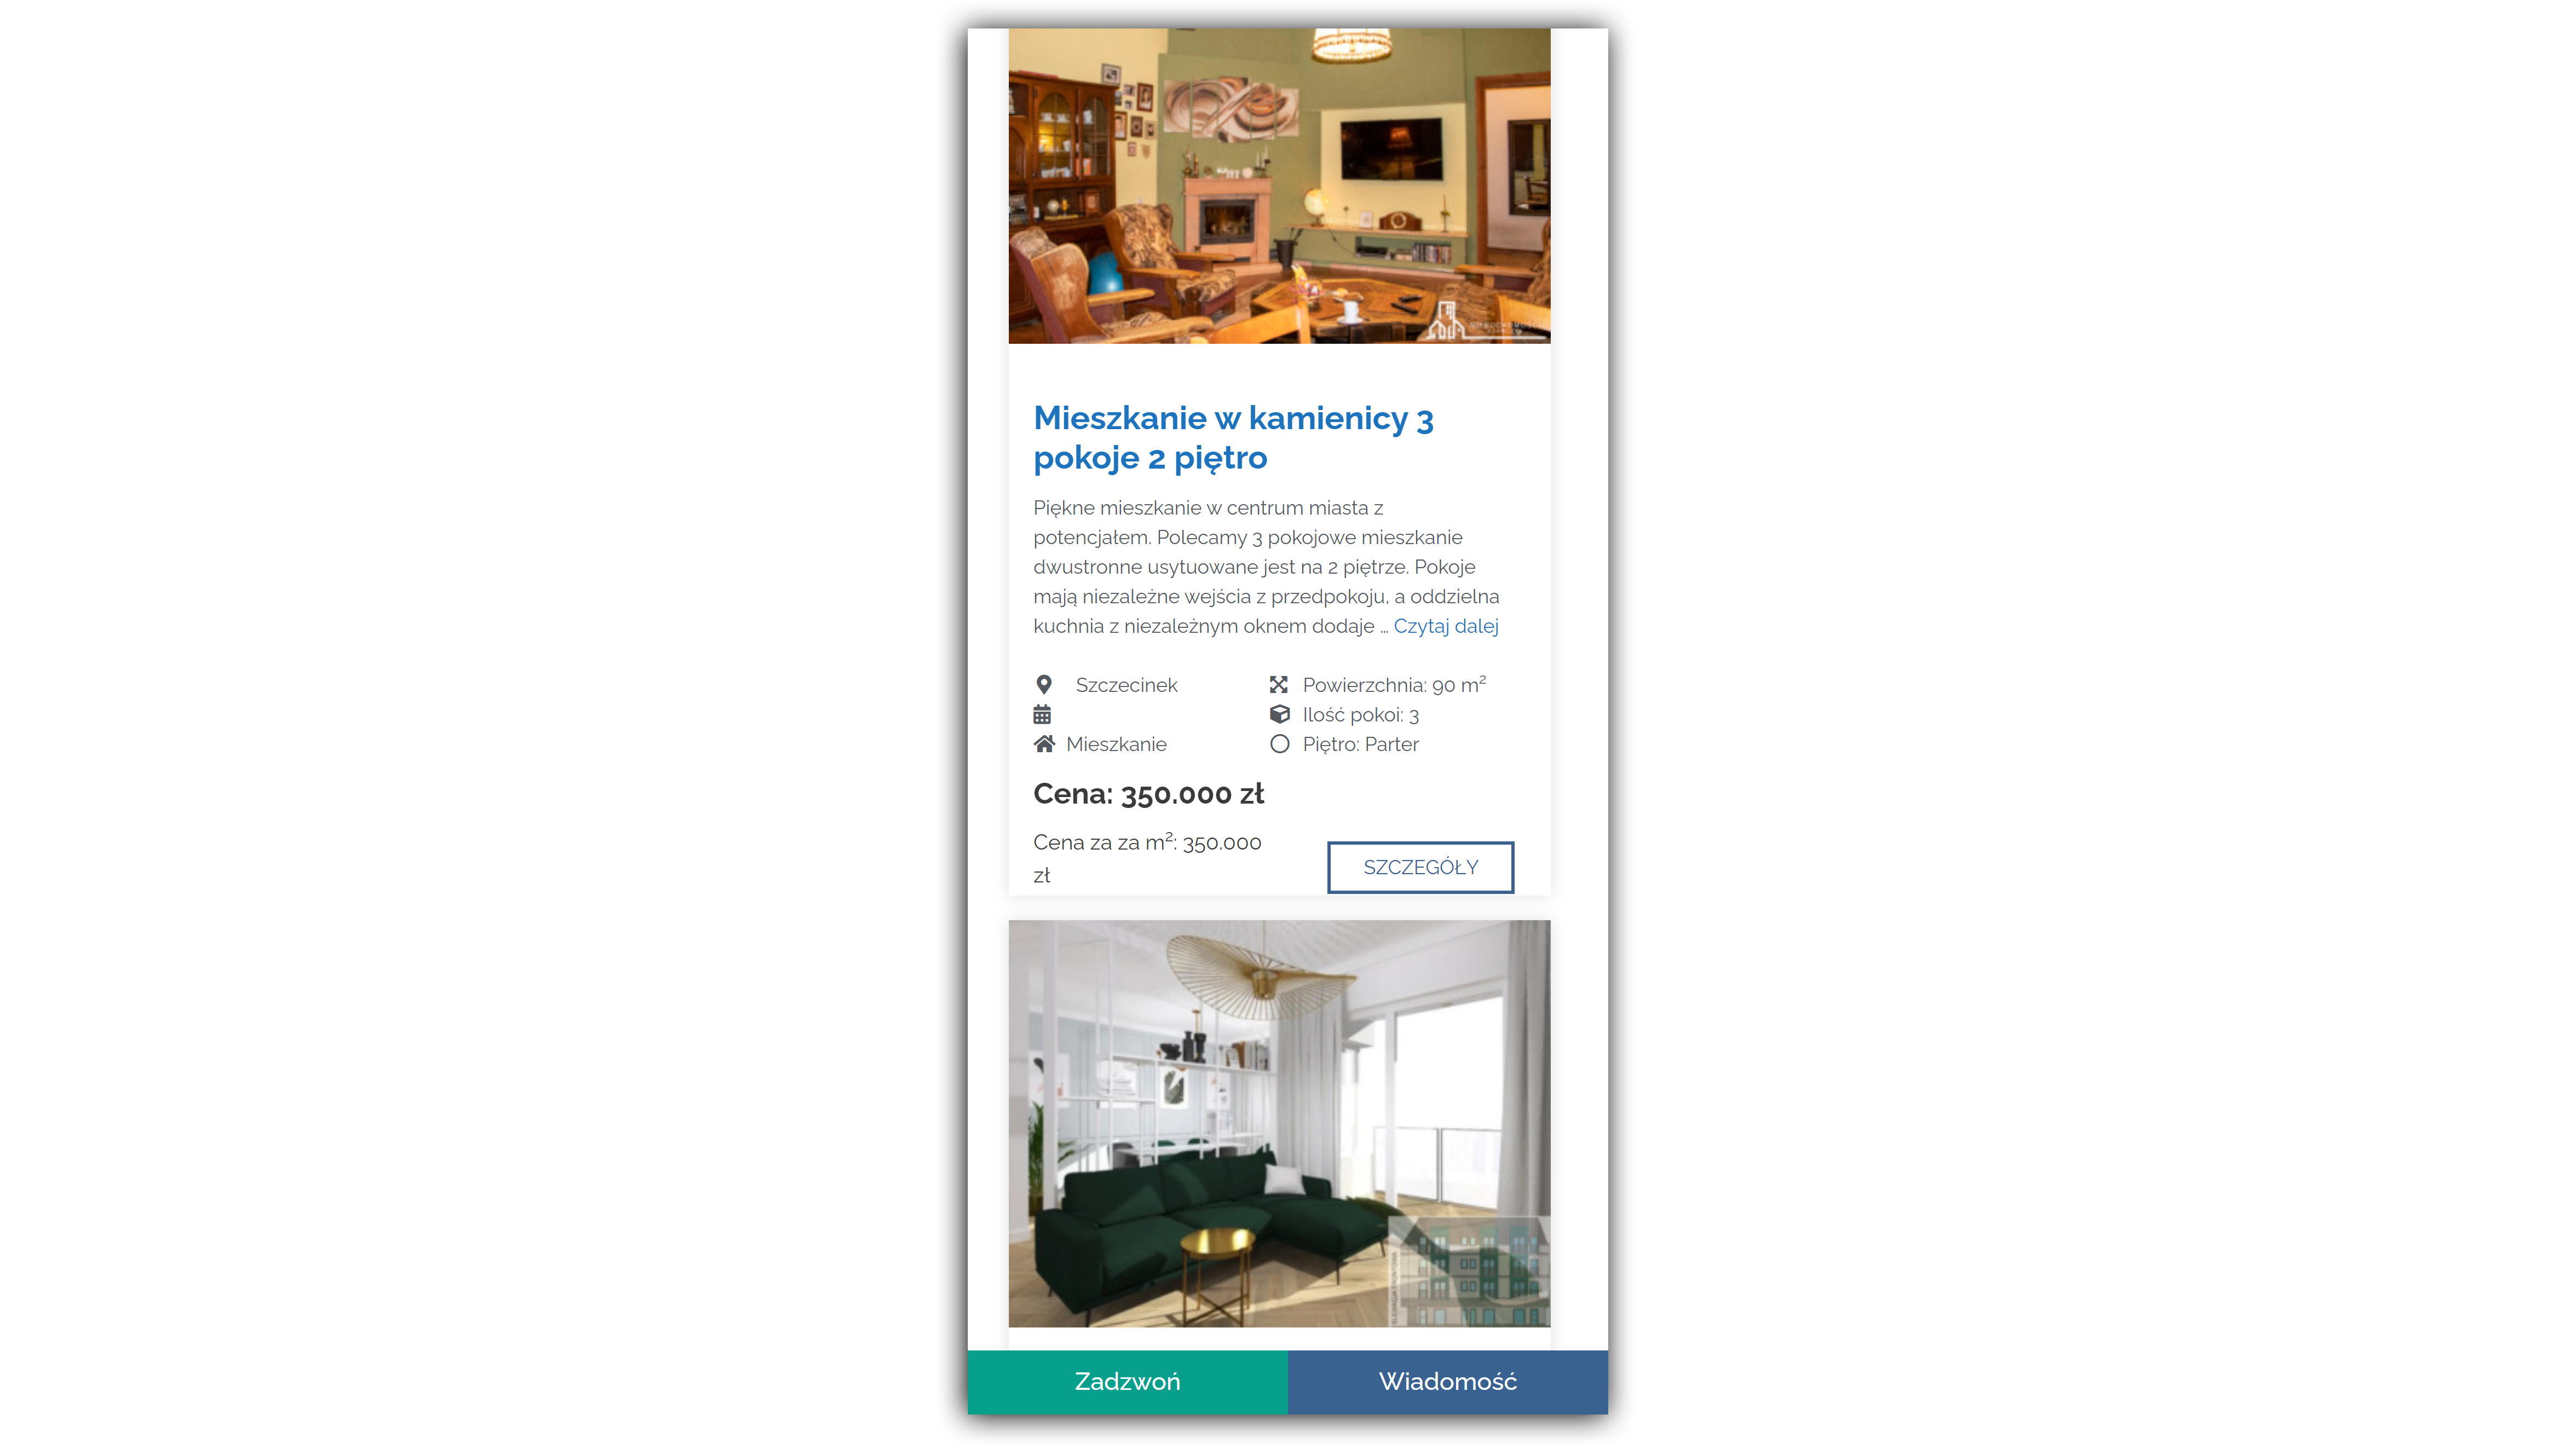 Mieszkanie w kamienicy 3
pokoje 2 piętro
Piękne mieszkanie w centrum miasta z
potencjałem. Polecamy 3 pokojowe mieszkanie
dwustronne usytuowane jest na 2 piętrze. Pokoje
mają niezależne wejścia z przedpokoju, a oddzielna
kuchnia z niezależnym oknem dodaje ... Czytaj dalej
Szczecinek
Powierzchnia: 90 m²
Ilość pokoi: 3
Mieszkanie
Piętro: Parter
Cena: 350.000 zł
Cena za za m²: 350.000
zł
SZCZEGÓŁY
Zadzwoń
Wiadomość